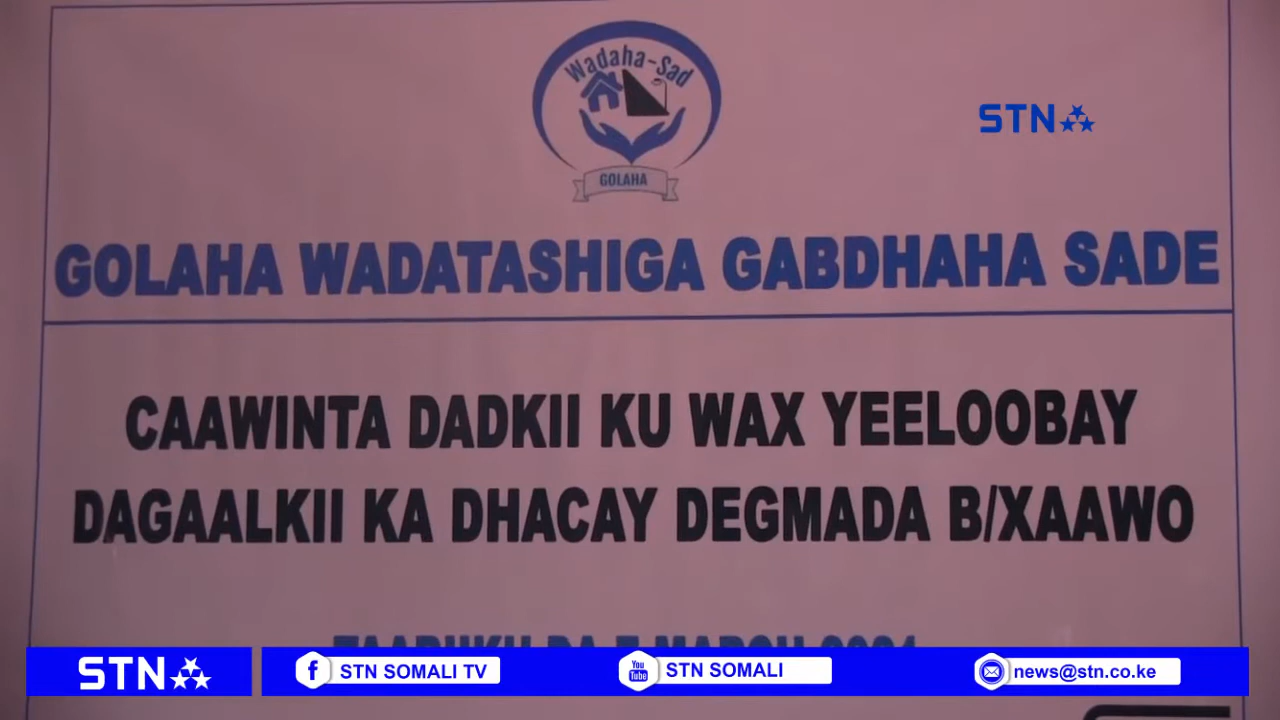 Wadaha-Sad
GOLAHA
STN
GOLAHA WADATASHIGA GABDHAHA SADE
CAAWINTA DADKII KU WAX YEELOOBAY
DAGAALKII KA DHACAY DEGMADA B/XAAWO
STN
STN SOMALI TV
You Tube
STN SOMALI
news@stn.co.ke